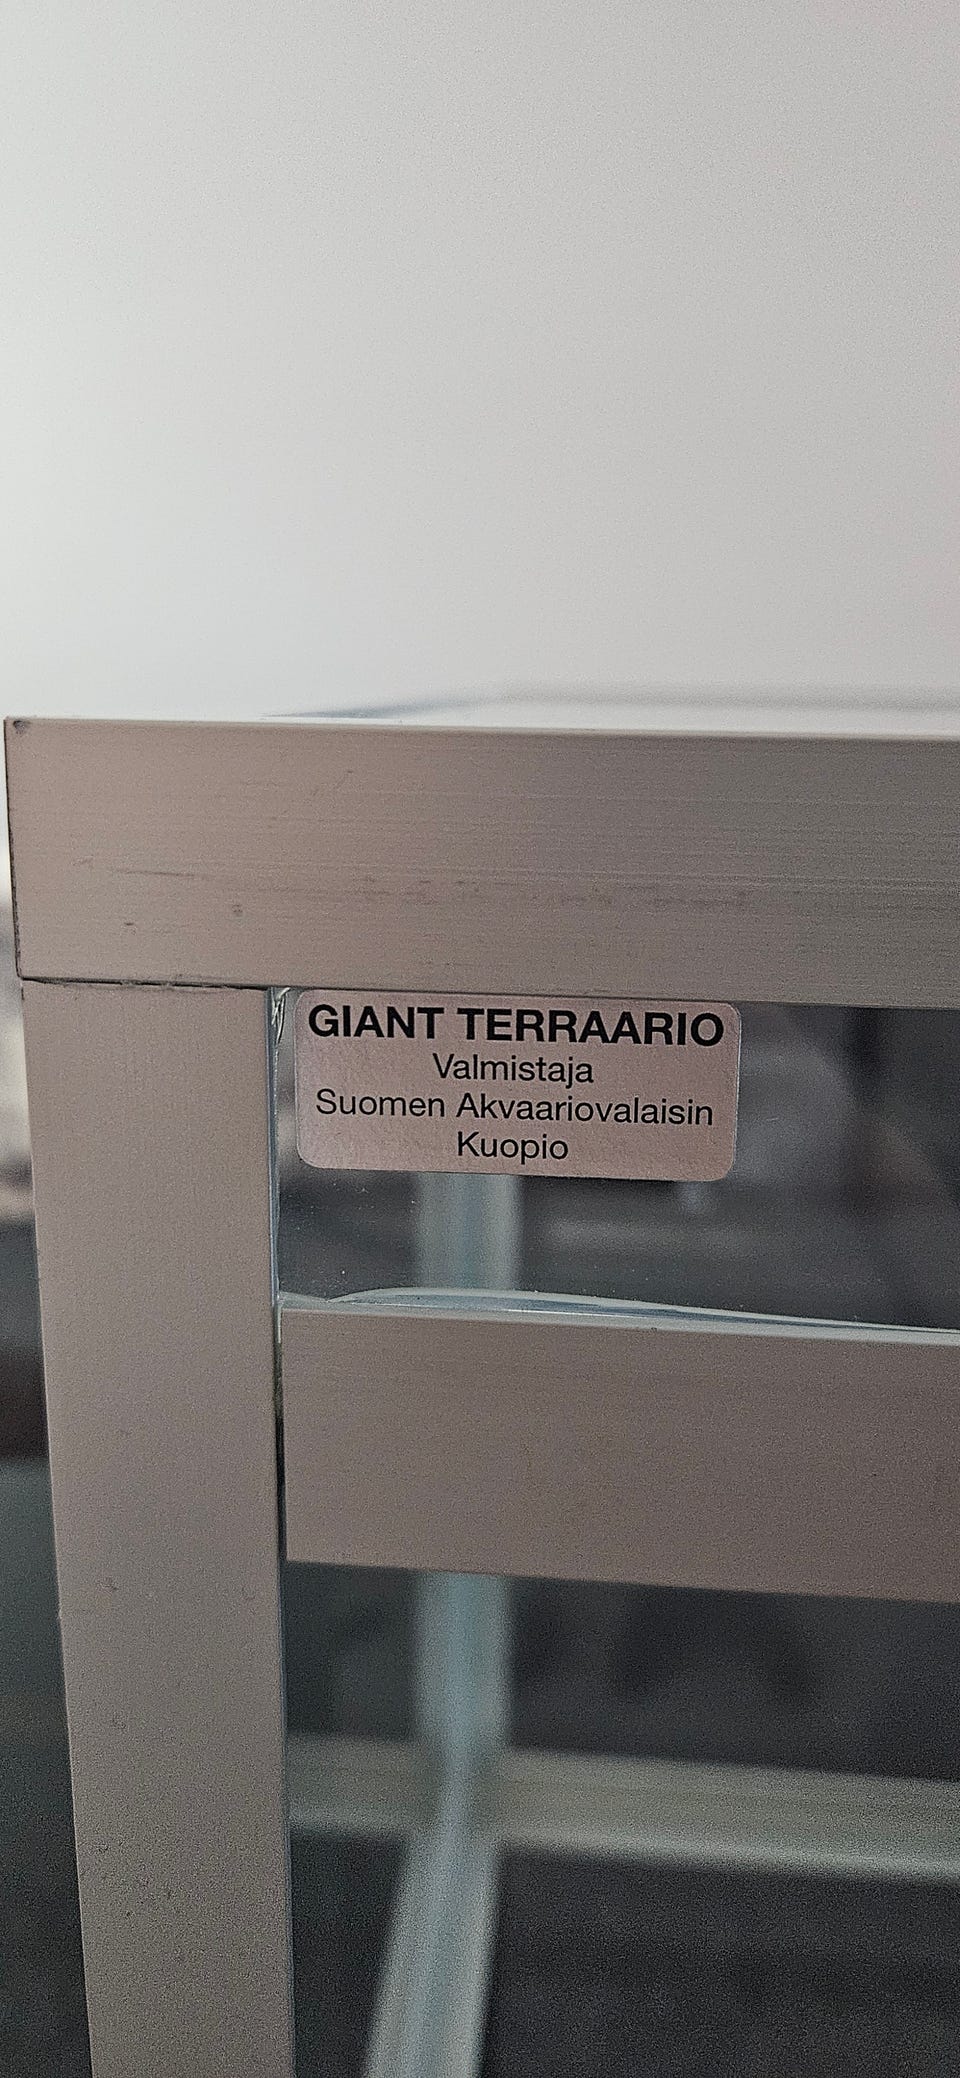 GIANT TERRAARIO
Valmistaja
Suomen Akvaariovalaisin
Kuopio